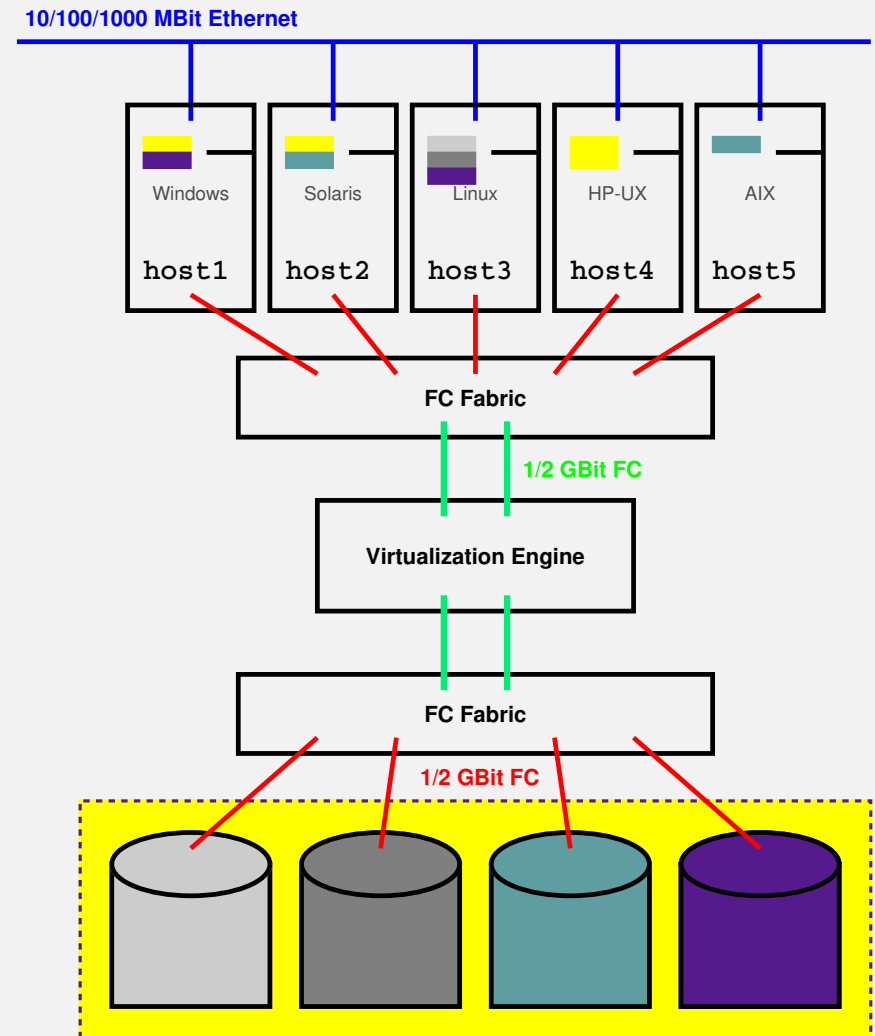 10/100/1000 MBit Ethernet
Windows
Solaris
Linux
HP-UX
AIX
host1
host2
host3
host4
host5
FC Fabric
1/2 GBit FC
Virtualization Engine
FC Fabric
1/2 GBit FC